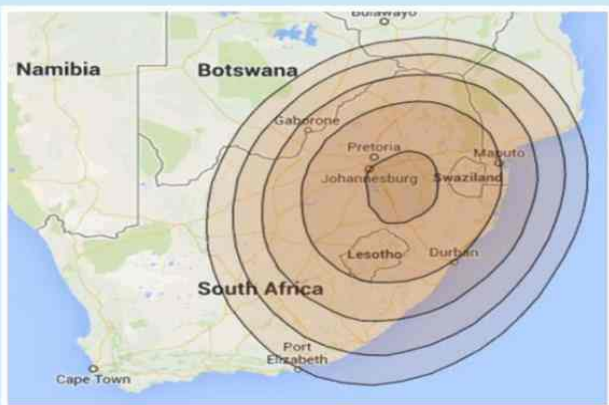 Bulawayo
Namibia
Botswana
Gaborone
Pretoria
Maputo
Johannesburg
Swaziland
Lesotho
Durban
South Africa
Port
Elizabeth
Cape Town